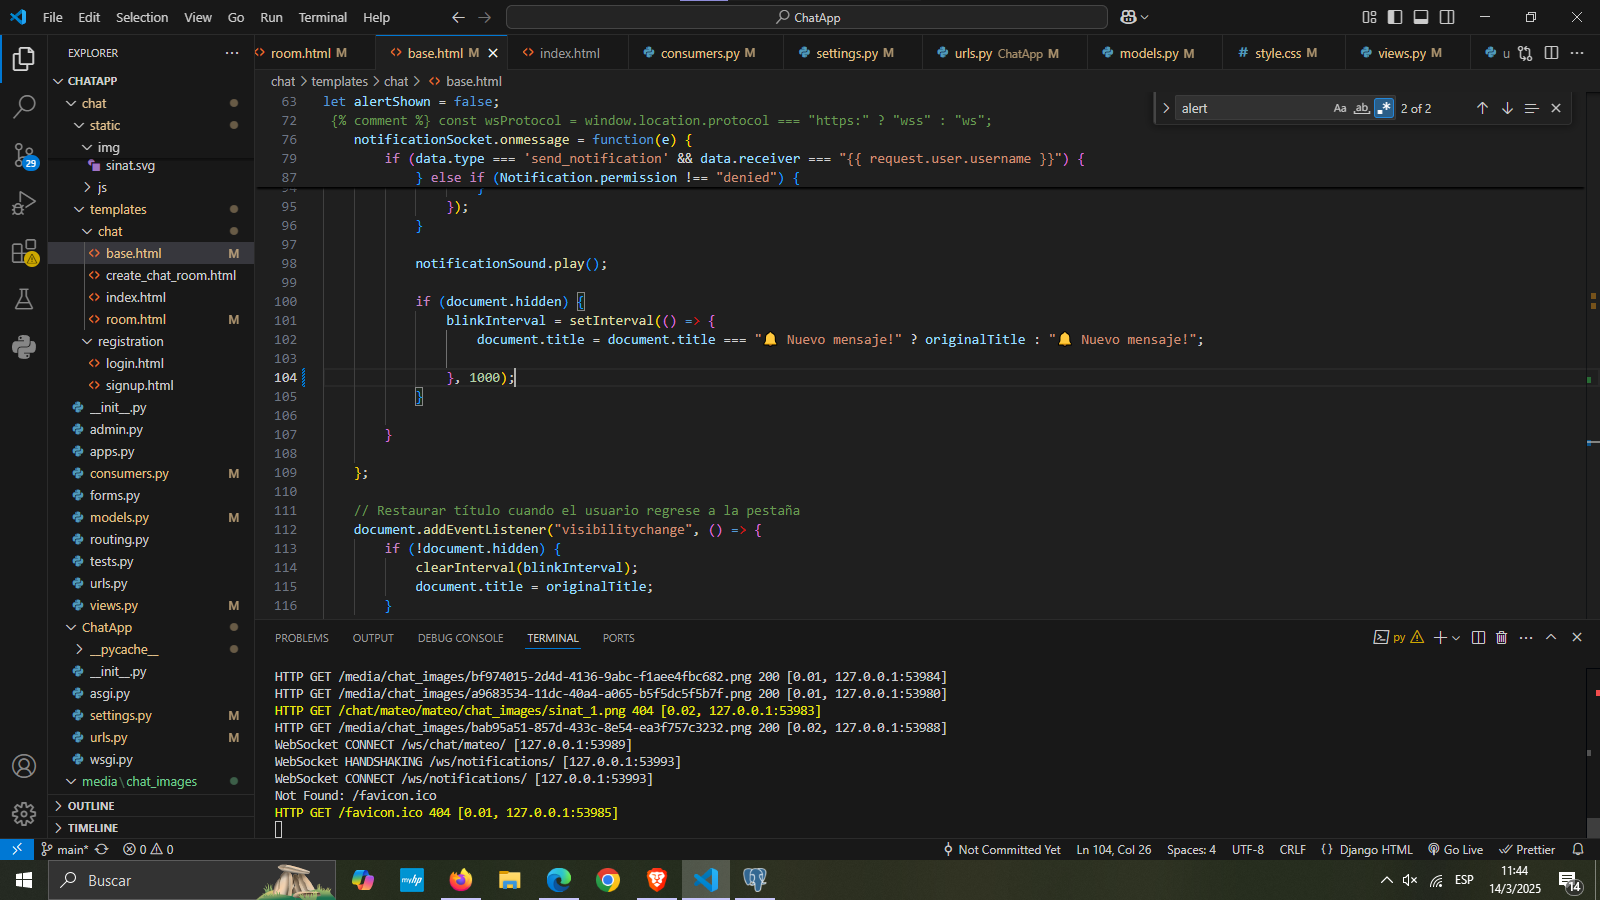 File Edit Selection View Go Run Terminal Help
ChatApp
EXPLORER
room.html M
base.html M
index.html
consumers.py M
settings.py M
urls.py ChatApp M
models.py M
style.css M
views.py M
u
chat > templates > chat > base.html
alert
Aa ab .*
2 of 2
CHATAPP
chat
static
img
sinat.svg
js
templates
chat
base.html M
create_chat_room.html
index.html
room.html M
registration
login.html
signup.html
__init__.py
admin.py
apps.py
consumers.py M
forms.py
models.py M
routing.py
tests.py
urls.py
views.py M
ChatApp
__pycache__
__init__.py
asgi.py
settings.py M
urls.py M
wsgi.py
media\chat_images
OUTLINE
TIMELINE
29
63 let alertShown = false;
72 {% comment %} const wsProtocol = window.location.protocol === "https:" ? "wss" : "ws";
76 notificationSocket.onmessage = function(e) {
79 if (data.type === 'send_notification' && data.receiver === "{{ request.user.username }}") {
87 } else if (Notification.permission !== "denied") {
94 }
95 });
96 }
97
98 notificationSound.play();
99
100 if (document.hidden) {
101 blinkInterval = setInterval(() => {
102 document.title = document.title === "🔔 Nuevo mensaje!" ? originalTitle : "🔔 Nuevo mensaje!";
103
104 }, 1000);
105 }
106
107 }
108
109 };
110
111 // Restaurar título cuando el usuario regrese a la pestaña
112 document.addEventListener("visibilitychange", () => {
113 if (!document.hidden) {
114 clearInterval(blinkInterval);
115 document.title = originalTitle;
116 }
PROBLEMS OUTPUT DEBUG CONSOLE TERMINAL PORTS
py
HTTP GET /media/chat_images/bf974015-2d4d-4136-9abc-f1aee4fbc682.png 200 [0.01, 127.0.0.1:53984]
HTTP GET /media/chat_images/a9683534-11dc-40a4-a065-b5f5dc5f5b7f.png 200 [0.01, 127.0.0.1:53980]
HTTP GET /chat/mateo/mateo/chat_images/sinat_1.png 404 [0.02, 127.0.0.1:53983]
HTTP GET /media/chat_images/bab95a51-857d-433c-8e54-ea3f757c3232.png 200 [0.02, 127.0.0.1:53988]
WebSocket CONNECT /ws/chat/mateo/ [127.0.0.1:53989]
WebSocket HANDSHAKING /ws/notifications/ [127.0.0.1:53993]
WebSocket CONNECT /ws/notifications/ [127.0.0.1:53993]
Not Found: /favicon.ico
HTTP GET /favicon.ico 404 [0.01, 127.0.0.1:53985]
main* 0 0
Not Committed Yet Ln 104, Col 26 Spaces: 4 UTF-8 CRLF {} Django HTML Go Live Prettier
Buscar
myhp
ESP
11:44
14/3/2025
14